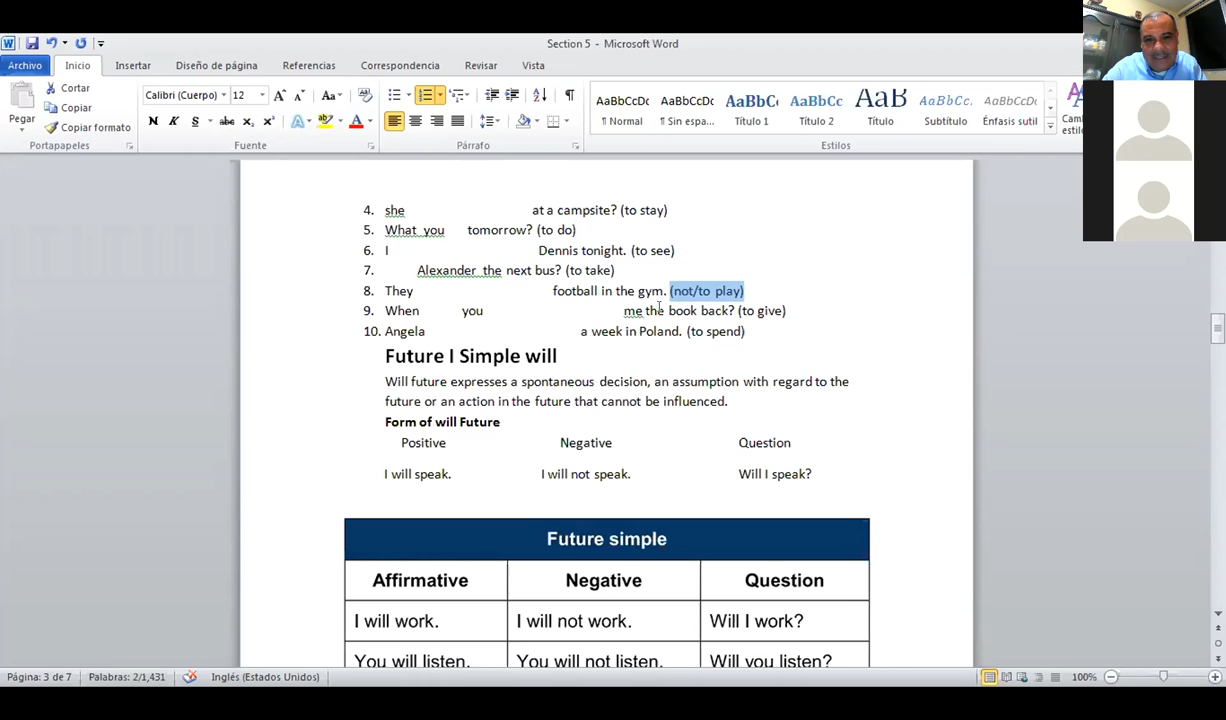 Section 5 - Microsoft Word
Archivo Inicio Insertar Diseño de página Referencias Correspondencia Revisar Vista
Cortar
Copiar
Copiar formato
Pegar
Portapapeles
Calibri (Cuerpo) 12
Fuente
Párrafo
AaBbCcDc AaBbCcDc AaBbC AaBbCc AaB AaBbCc. AaBbCcDc
¶ Normal ¶ Sin espa... Título 1 Título 2 Título Subtítulo Énfasis sutil
Estilos
4. she at a campsite? (to stay)
5. What you tomorrow? (to do)
6. I Dennis tonight. (to see)
7. Alexander the next bus? (to take)
8. They football in the gym. (not/to play)
9. When you me the book back? (to give)
10. Angela a week in Poland. (to spend)
Future I Simple will
Will future expresses a spontaneous decision, an assumption with regard to the
future or an action in the future that cannot be influenced.
Form of will Future
Positive Negative Question
I will speak. I will not speak. Will I speak?
Future simple
Affirmative Negative Question
I will work. I will not work. Will I work?
You will listen. You will not listen. Will you listen?
Página: 3 de 7 Palabras: 2/1,431 Inglés (Estados Unidos) 100%